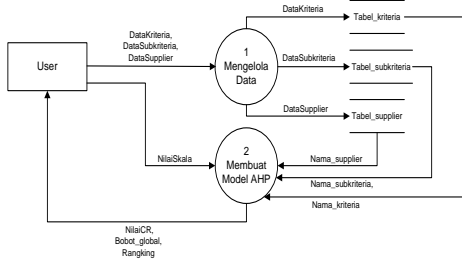 DataKriteria
DataKriteria,
DataSubkriteria,
DataSupplier
Tabel_kriteria
1
Mengelola
Data
DataSubkriteria
User
Tabel_subkriteria
DataSupplier
Tabel_supplier
2
Membuat
Model AHP
NilaiSkala
Nama_supplier
Nama_subkriteria,
Nama_kriteria
NilaiCR,
Bobot_global,
Rangking